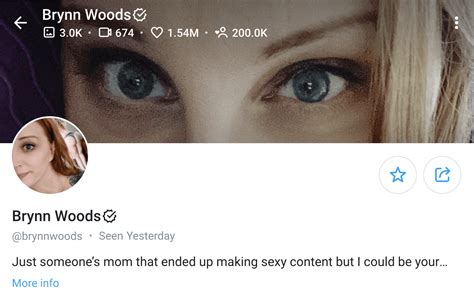 Brynn Woods
3.0K • 674 • 1.54M • 200.0K
Brynn Woods
@brynnwoods • Seen Yesterday
Just someone’s mom that ended up making sexy content but I could be your…
More info